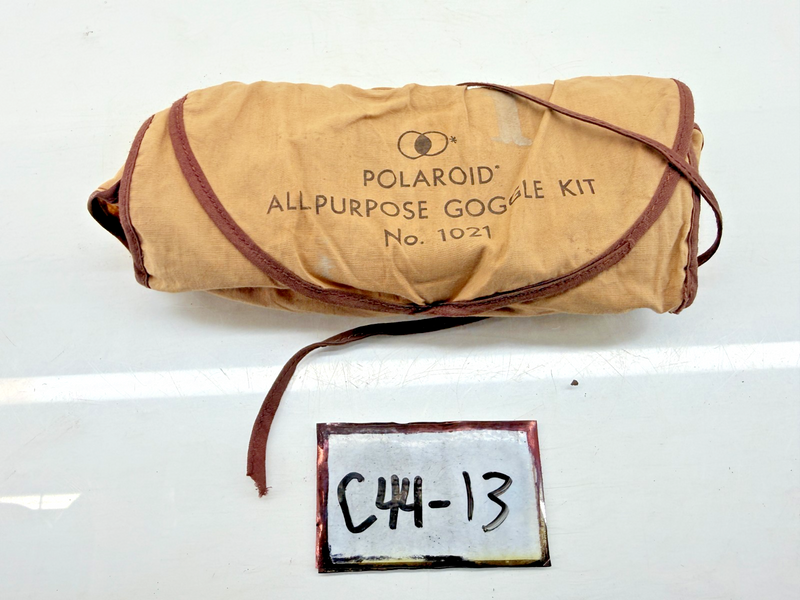 *
POLAROID*
ALL PURPOSE GOGGLE KIT
No. 1021
C44-13